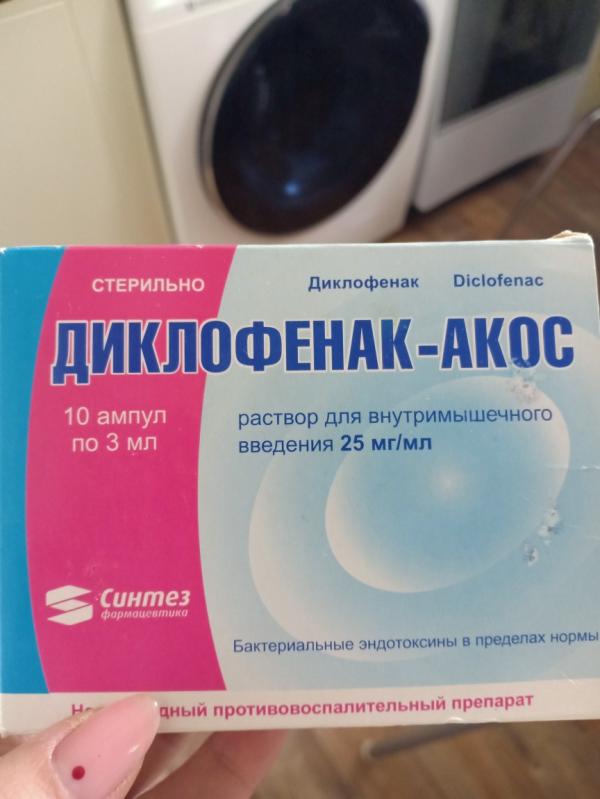 СТЕРИЛЬНО
Диклофенак Diclofenac
ДИКЛОФЕНАК-АКОС
10 ампул
по 3 мл
раствор для внутримышечного
введения 25 мг/мл
Синтез
фармацевтика
Бактериальные эндотоксины в пределах нормы
противовоспалительный препарат